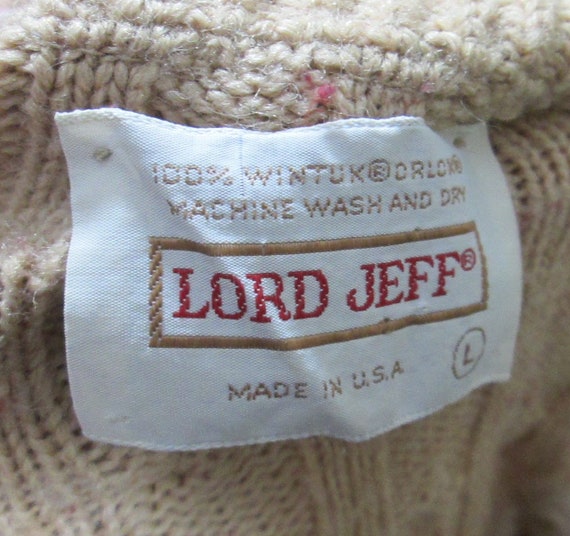 100% WINTUK® ORLON®
MACHINE WASH AND DRY
LORD JEFF®
MADE IN U.S.A
L